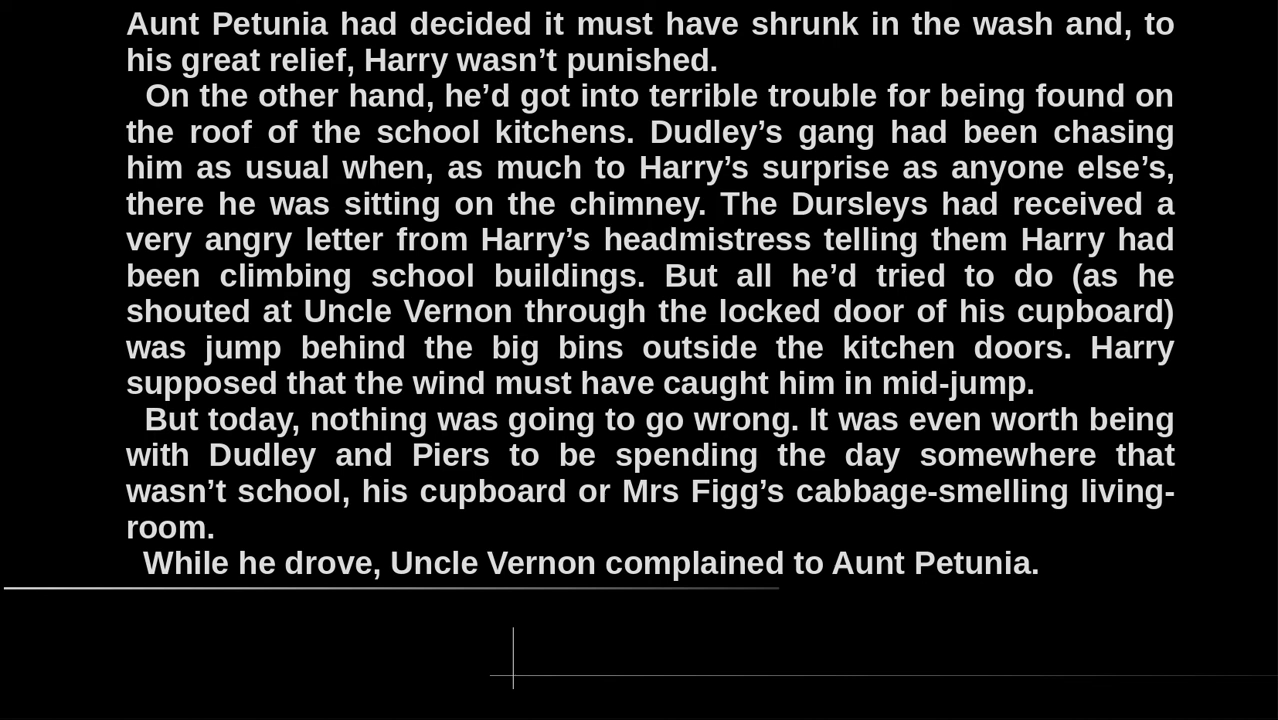 Aunt Petunia had decided it must have shrunk in the wash and, to
his great relief, Harry wasn’t punished.
On the other hand, he’d got into terrible trouble for being found on
the roof of the school kitchens. Dudley’s gang had been chasing
him as usual when, as much to Harry’s surprise as anyone else’s,
there he was sitting on the chimney. The Dursleys had received a
very angry letter from Harry’s headmistress telling them Harry had
been climbing school buildings. But all he’d tried to do (as he
shouted at Uncle Vernon through the locked door of his cupboard)
was jump behind the big bins outside the kitchen doors. Harry
supposed that the wind must have caught him in mid-jump.
But today, nothing was going to go wrong. It was even worth being
with Dudley and Piers to be spending the day somewhere that
wasn’t school, his cupboard or Mrs Figg’s cabbage-smelling living-
room.
While he drove, Uncle Vernon complained to Aunt Petunia.